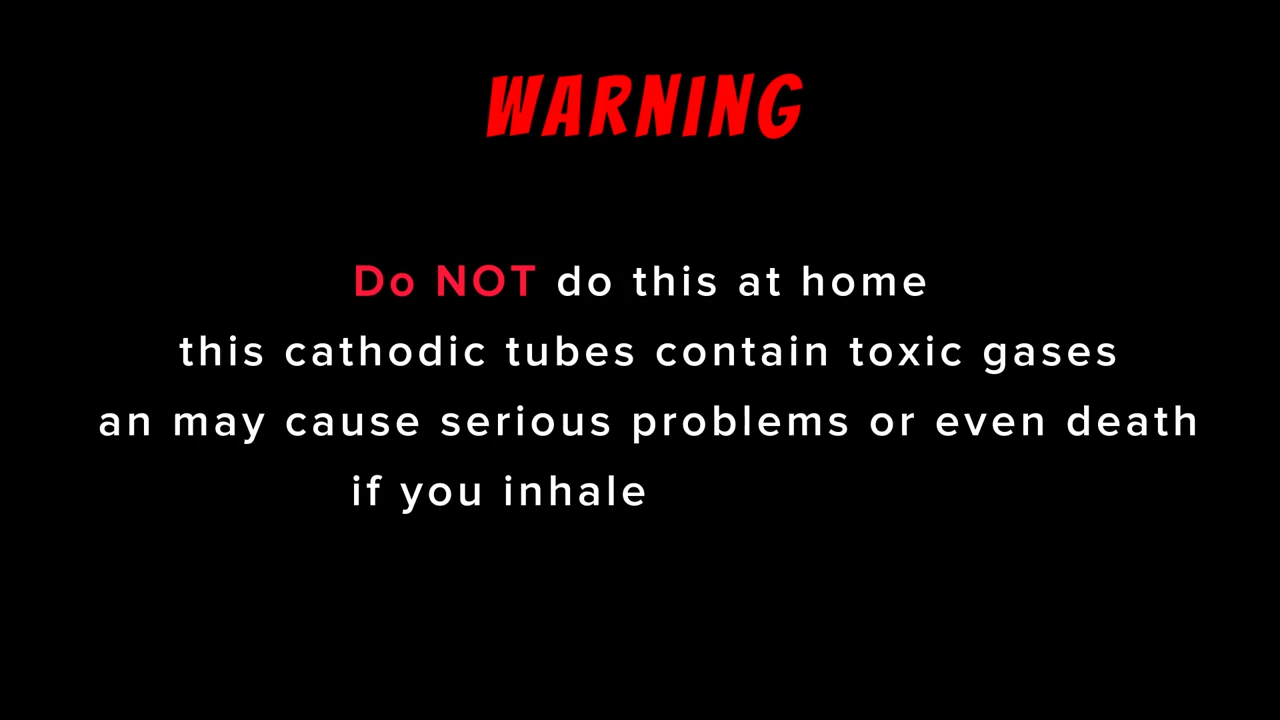 WARNING
Do NOT do this at home
this cathodic tubes contain toxic gases
an may cause serious problems or even death
if you inhale